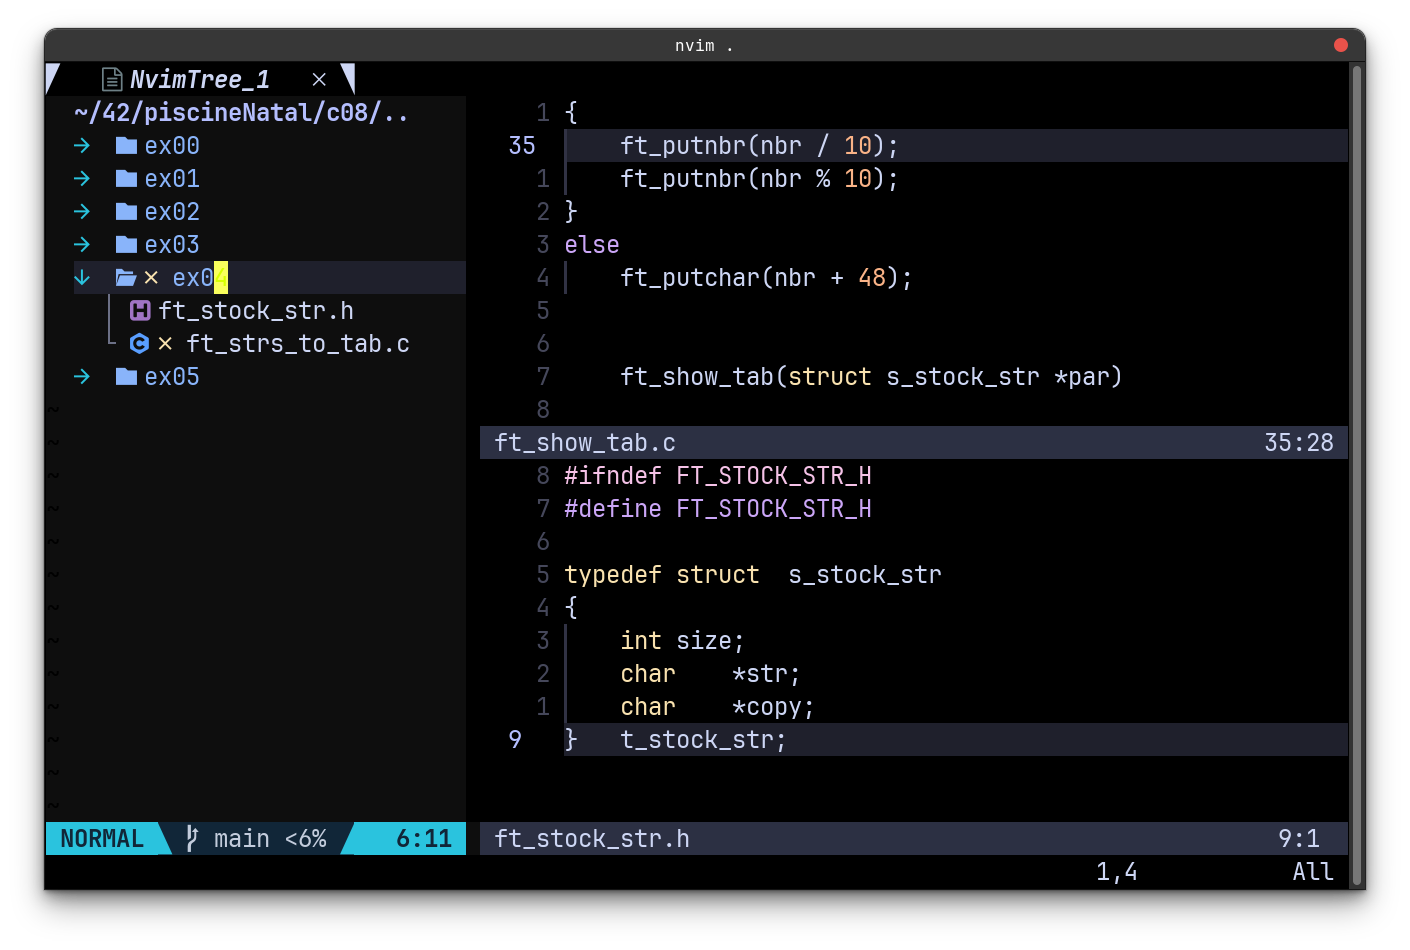 nvim .
NvimTree_1 ×
~/42/piscineNatal/c08/..
→ ex00
→ ex01
→ ex02
→ ex03
↓ × ex04
ft_stock_str.h
× ft_strs_to_tab.c
→ ex05
~
~
~
~
~
~
~
~
~
~
~
~
~
NORMAL main <6% 6:11
1 {
35 ft_putnbr(nbr / 10);
1 ft_putnbr(nbr % 10);
2 }
3 else
4 ft_putchar(nbr + 48);
5
6
7 ft_show_tab(struct s_stock_str *par)
8
ft_show_tab.c 35:28
8 #ifndef FT_STOCK_STR_H
7 #define FT_STOCK_STR_H
6
5 typedef struct s_stock_str
4 {
3 int size;
2 char *str;
1 char *copy;
9 } t_stock_str;
ft_stock_str.h 9:1
1,4 All